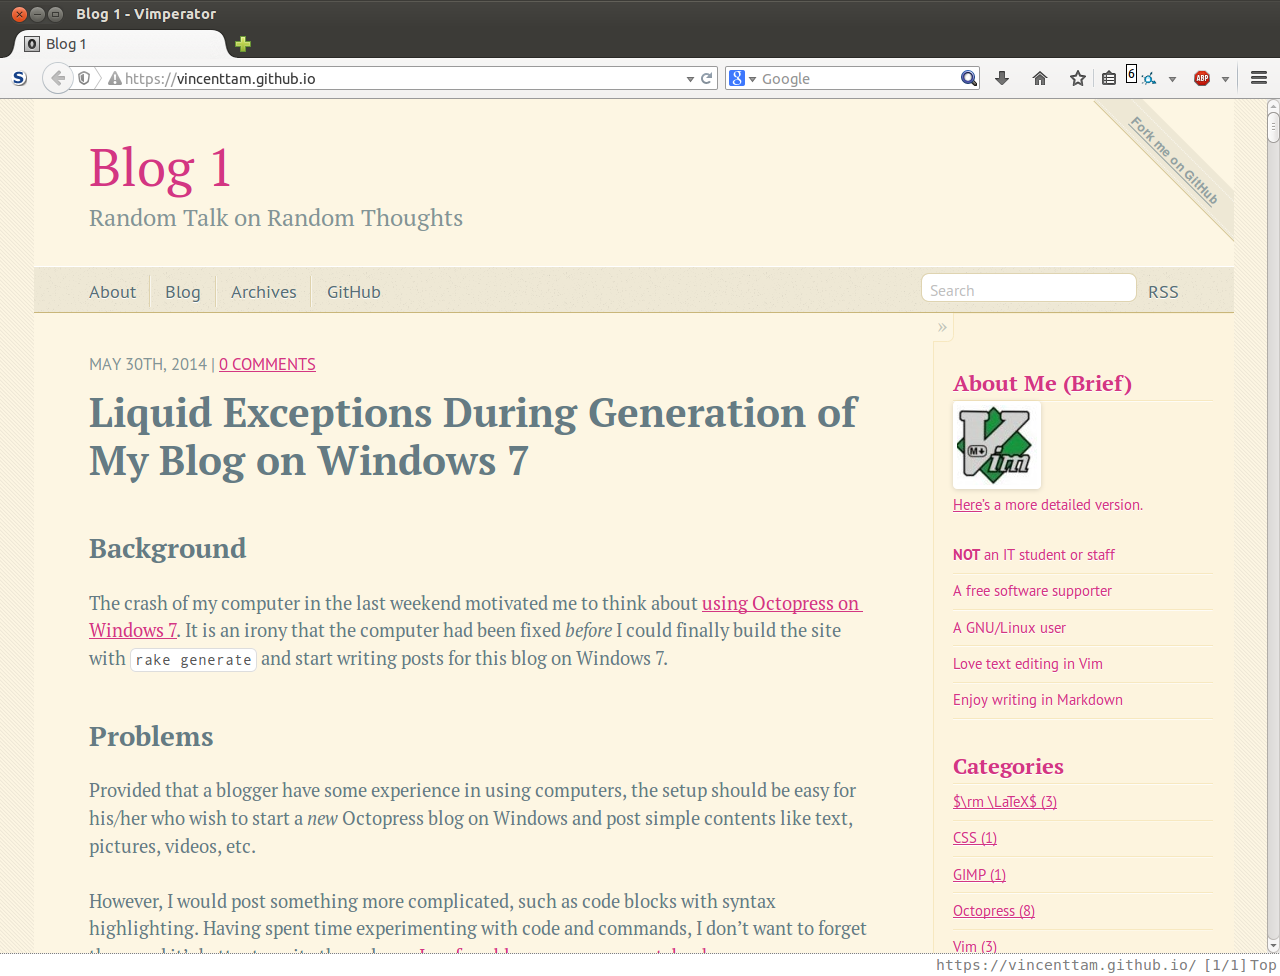 Blog 1 - Vimperator
Blog 1
https://vincenttam.github.io
Google
6
ABP
Fork me on GitHub
Blog 1
Random Talk on Random Thoughts
About
Blog
Archives
GitHub
Search
RSS
»
MAY 30TH, 2014 | 0 COMMENTS
Liquid Exceptions During Generation of
My Blog on Windows 7
Background
The crash of my computer in the last weekend motivated me to think about using Octopress on
Windows 7. It is an irony that the computer had been fixed before I could finally build the site
with rake generate and start writing posts for this blog on Windows 7.
Problems
Provided that a blogger have some experience in using computers, the setup should be easy for
his/her who wish to start a new Octopress blog on Windows and post simple contents like text,
pictures, videos, etc.
However, I would post something more complicated, such as code blocks with syntax
highlighting. Having spent time experimenting with code and commands, I don't want to forget
About Me (Brief)
M↓ Vim
Here's a more detailed version.
NOT an IT student or staff
A free software supporter
A GNU/Linux user
Love text editing in Vim
Enjoy writing in Markdown
Categories
$\rm \LaTeX$ (3)
CSS (1)
GIMP (1)
Octopress (8)
Vim (3)
https://vincenttam.github.io/ [1/1] Top